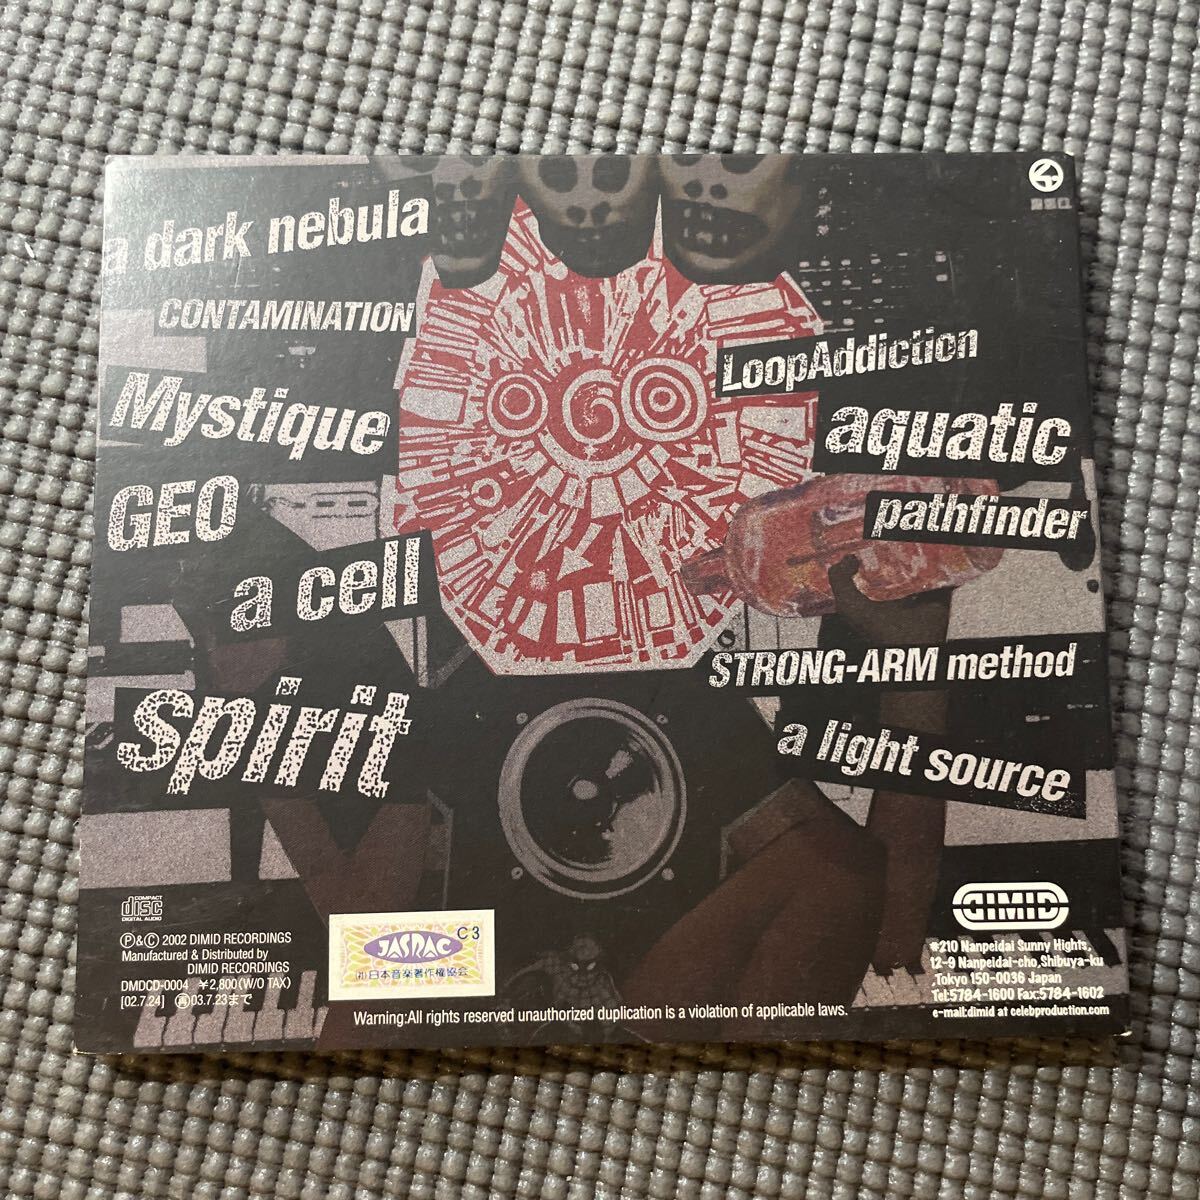 a dark nebula
CONTAMINATION
Mystique
GEO
a cell
spirit
LoopAddiction
aquatic
pathfinder
STRONG-ARM method
a light source
COMPACT
disc
DIGITAL AUDIO
Ⓟ&© 2002 DIMID RECORDINGS
Manufactured & Distributed by
DIMID RECORDINGS
DMDCD-0004 ¥2,800(W/O TAX)
[02.7.24] Ⓡ03.7.23まで
JASRAC C3
日本音楽著作権協会
Warning:All rights reserved unauthorized duplication is a violation of applicable laws.
DIMID
#210 Nanpeidai Sunny Hights,
12-9 Nanpeidai-cho,Shibuya-ku
,Tokyo 150-0036 Japan
Tel:5784-1600 Fax:5784-1602
e-mail:dimid at celebproduction.com